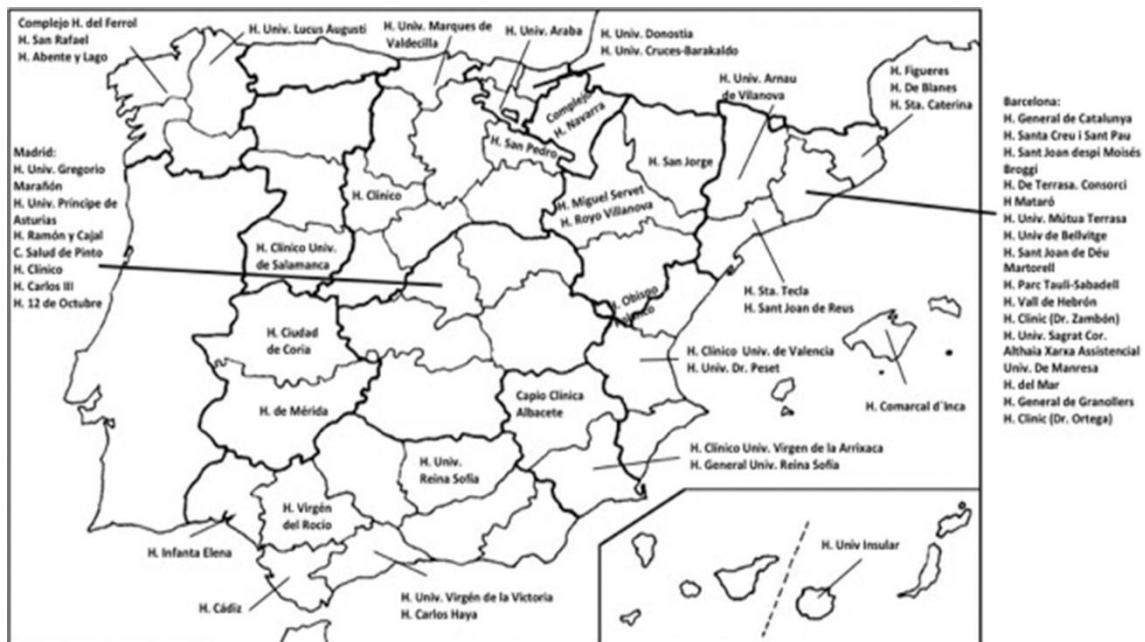 Complejo H. del Ferrol
H. San Rafael
H. Abente y Lago
H. Univ. Lucus Augusti
H. Univ. Marques de
Valdecilla
H. Univ. Araba
H. Univ. Donostia
H. Univ. Cruces-Barakaldo
Complejo
H. Navarra
H. San Pedro
H. Univ. Arnau
de Vilanova
H. Figueres
H. De Blanes
H. Sta. Caterina
Madrid:
H. Univ. Gregorio
Marañón
H. Univ. Príncipe de
Asturias
H. Ramón y Cajal
C. Salud de Pinto
H. Clínico
H. Carlos III
H. 12 de Octubre
H. Clínico
H. San Jorge
H. Miguel Servet
H. Royo Villanova
H. Clínico Univ.
de Salamanca
H. Obispo
H. Sta. Tecla
H. Sant Joan de Reus
H. Ciudad
de Coria
H. Clínico Univ. de Valencia
H. Univ. Dr. Peset
H. de Mérida
Capio Clínica
Albacete
H. Comarcal d´Inca
H. Clínico Univ. Virgen de la Arrixaca
H. General Univ. Reina Sofía
H. Univ.
Reina Sofía
H. Virgén
del Rocío
H. Infanta Elena
H. Cádiz
H. Univ. Virgén de la Victoria
H. Carlos Haya
H. Univ Insular
Barcelona:
H. General de Catalunya
H. Santa Creu i Sant Pau
H. Sant Joan despi Moisés
Broggi
H. De Terrasa. Consorci
H Mataró
H. Univ. Mútua Terrasa
H. Univ de Bellvitge
H. Sant Joan de Déu
Martorell
H. Parc Taulí-Sabadell
H. Vall de Hebrón
H. Clinic (Dr. Zambón)
H. Univ. Sagrat Cor.
Althaia Xarxa Assistencial
Univ. De Manresa
H. del Mar
H. General de Granollers
H. Clinic (Dr. Ortega)